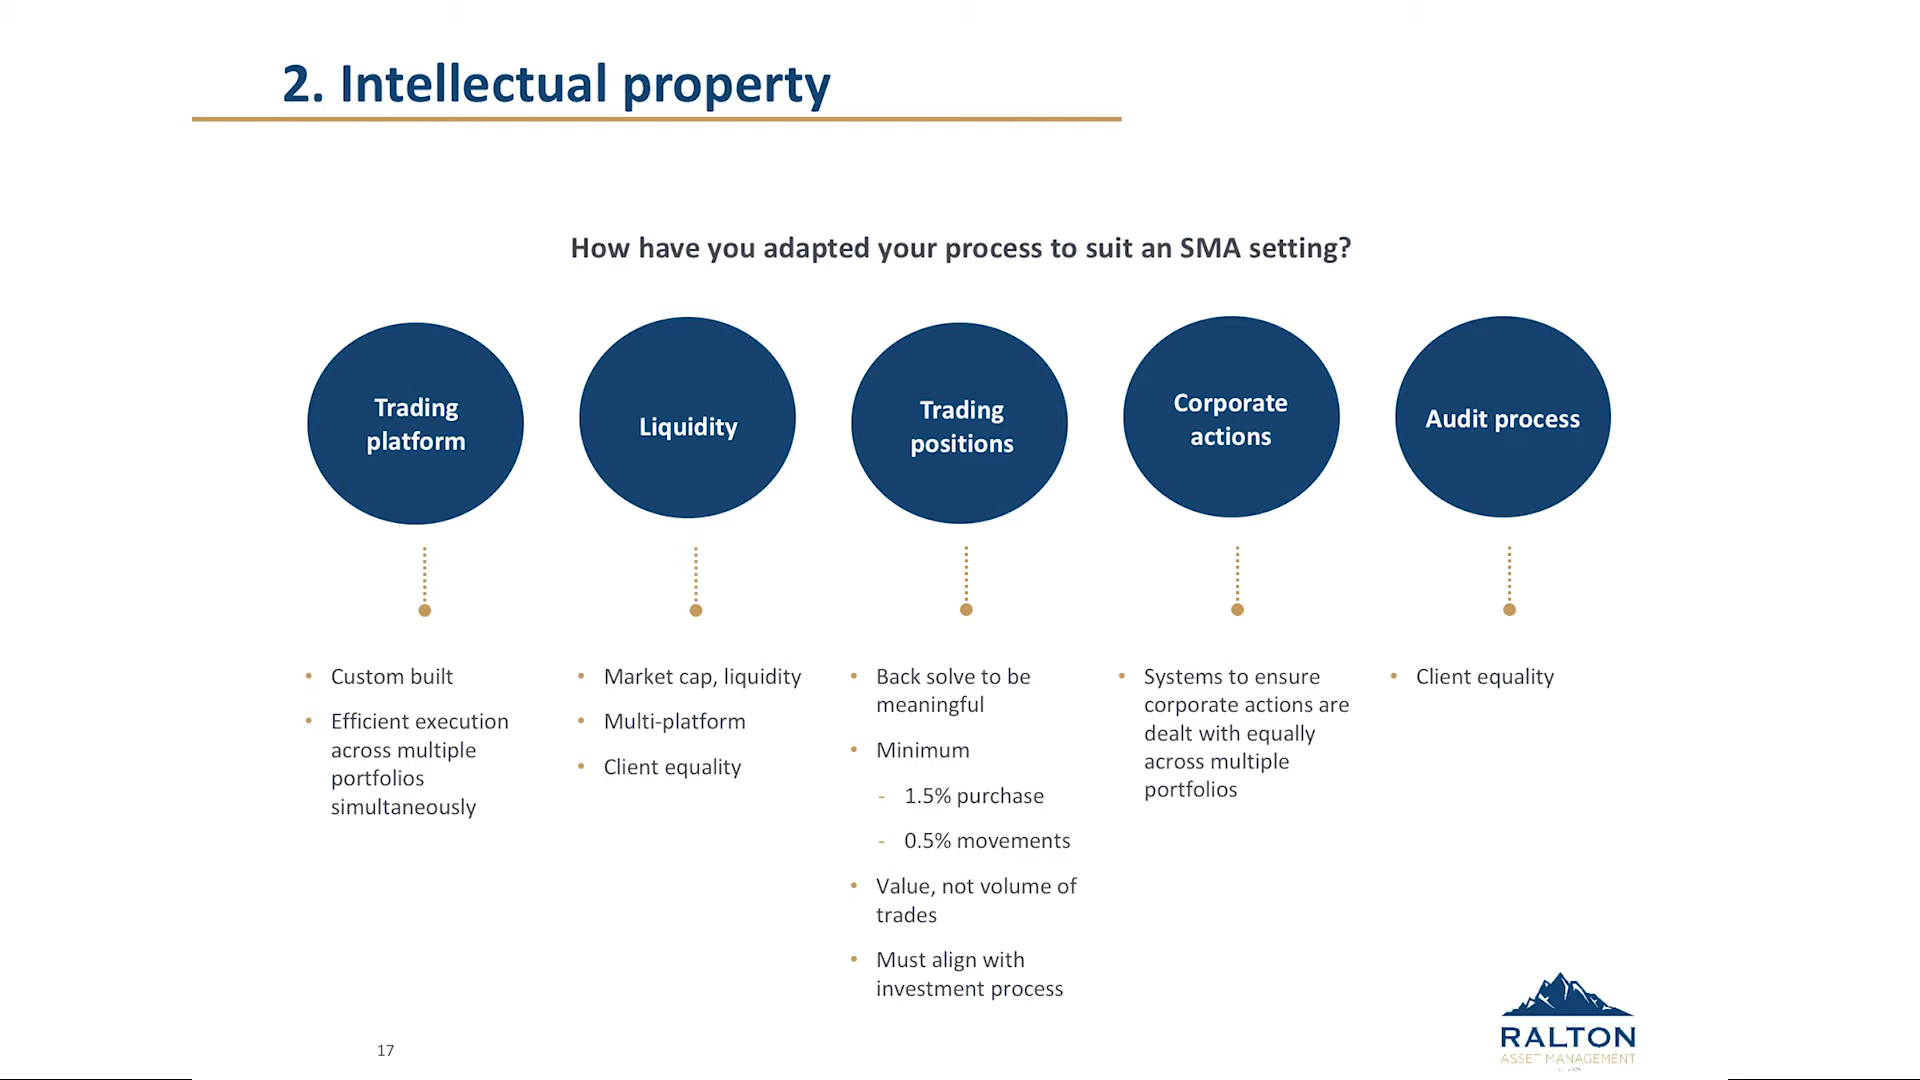 2. Intellectual property
How have you adapted your process to suit an SMA setting?
Trading
platform
Liquidity
Trading
positions
Corporate
actions
Audit process
• Custom built
• Efficient execution
across multiple
portfolios
simultaneously
• Market cap, liquidity
• Multi-platform
• Client equality
• Back solve to be
meaningful
• Minimum
- 1.5% purchase
- 0.5% movements
• Value, not volume of
trades
• Must align with
investment process
• Systems to ensure
corporate actions are
dealt with equally
across multiple
portfolios
• Client equality
17
RALTON
ASSET MANAGEMENT